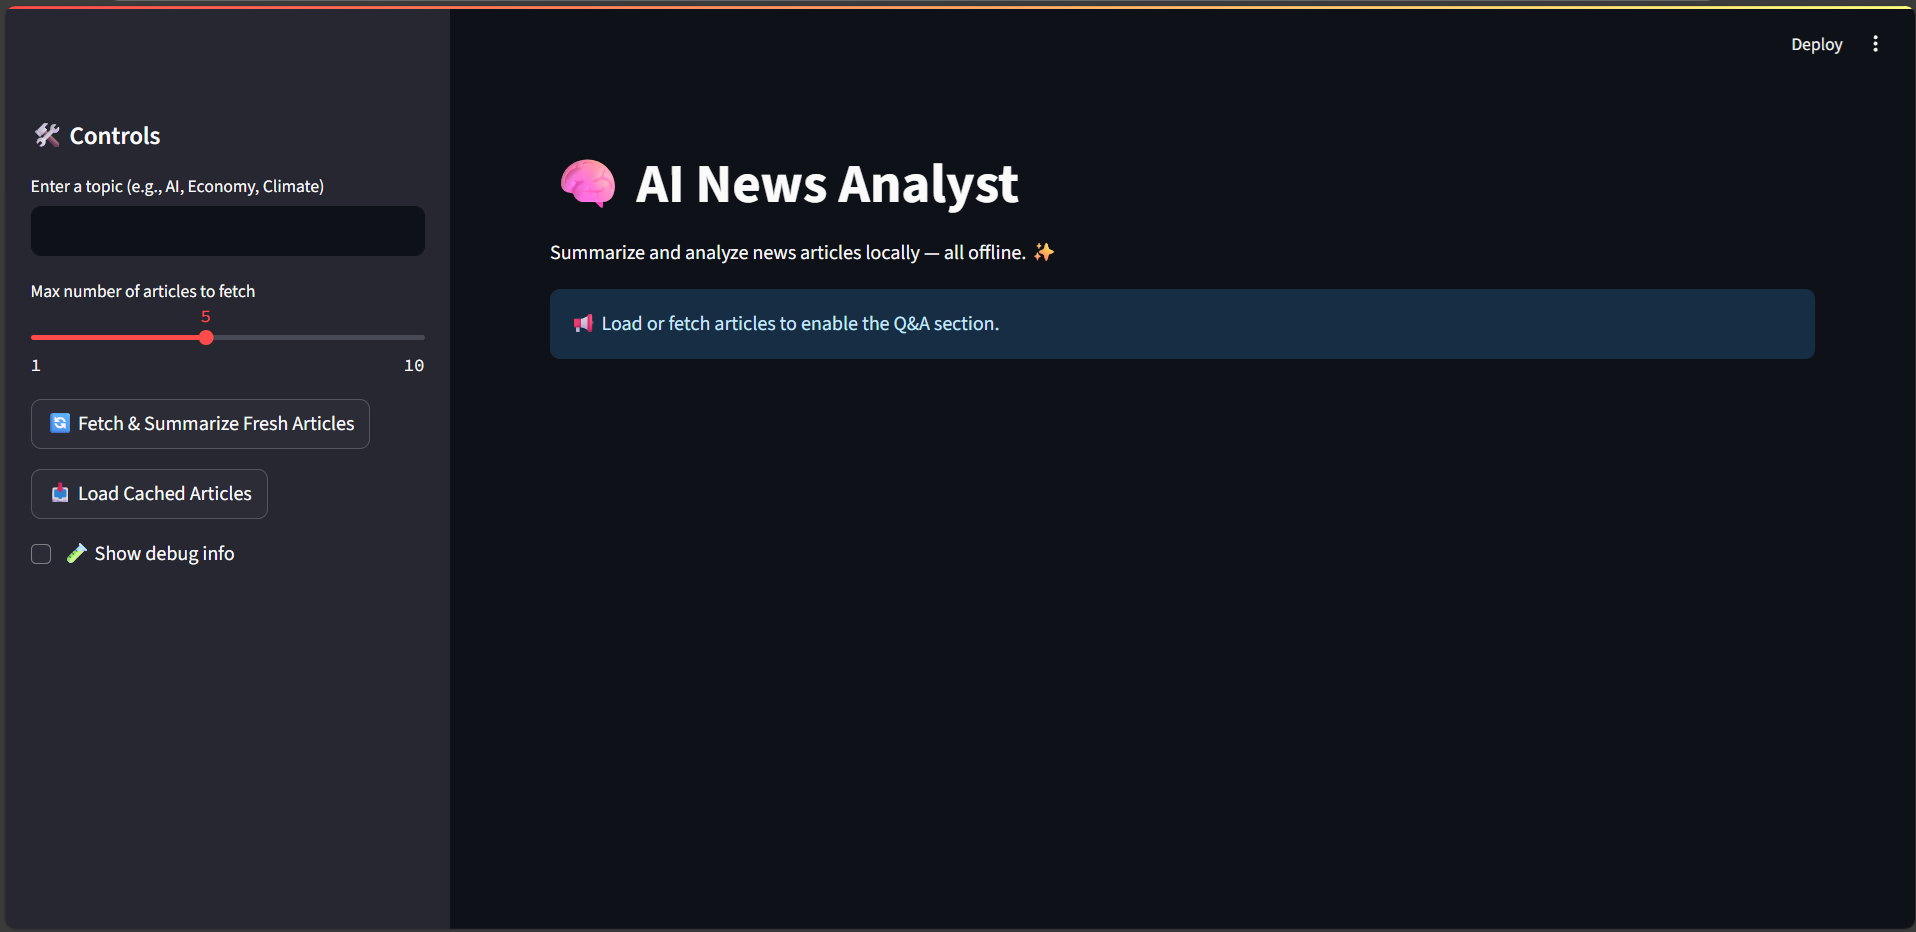 Deploy
🛠️ Controls
Enter a topic (e.g., AI, Economy, Climate)
Max number of articles to fetch
5
1 10
🔄 Fetch & Summarize Fresh Articles
📥 Load Cached Articles
🧪 Show debug info
🧠 AI News Analyst
Summarize and analyze news articles locally — all offline. ✨
📢 Load or fetch articles to enable the Q&A section.